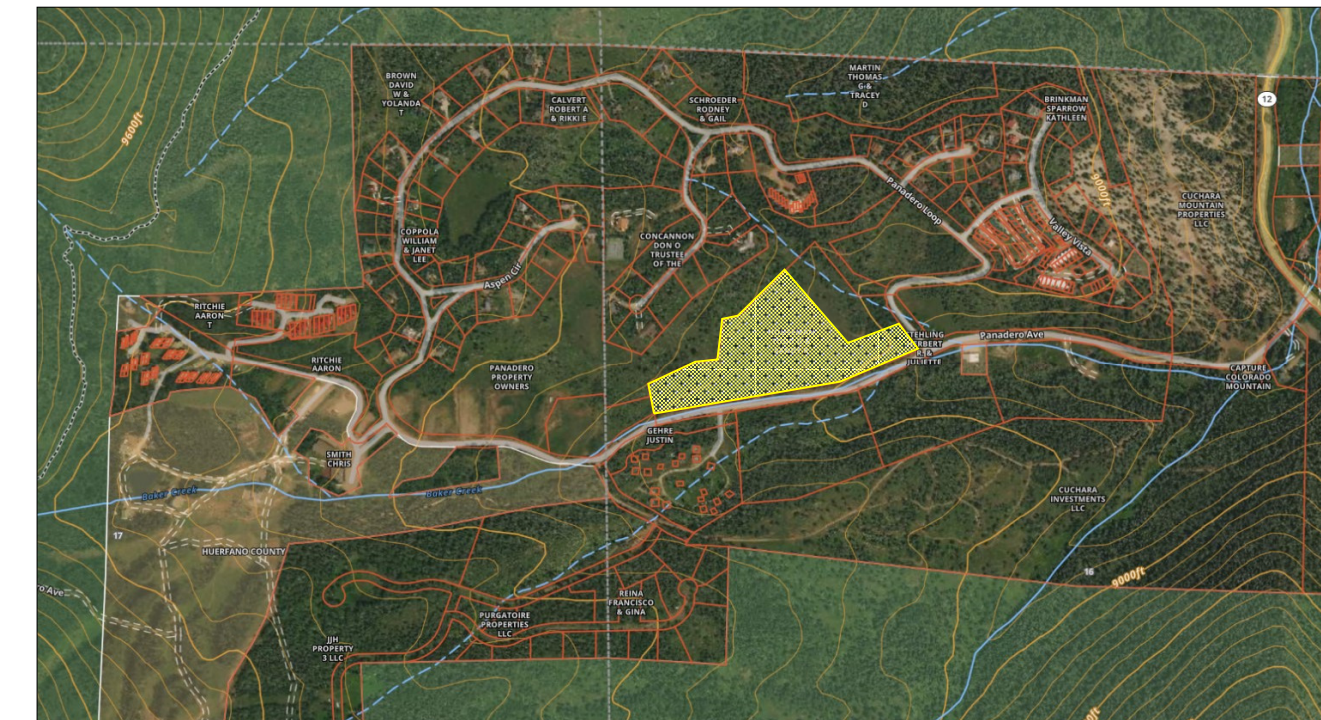 BROWN
DAVID
W &
YOLANDA
T
CALVERT
ROBERT A
& RIKKI E
SCHROEDER
RODNEY
& GAIL
MARTIN
THOMAS
G &
TRACEY
D
BRINKMAN
SPARROW
KATHLEEN
12
9600ft
9000ft
CUCHARA
MOUNTAIN
PROPERTIES
LLC
Panadero Loop
Valley Vista
COPPOLA
WILLIAM
& JANET
LEE
CONCANNON
DON O
TRUSTEE
OF THE
Aspen Cir
RITCHIE
AARON
T
RITCHIE
AARON
PANADERO
PROPERTY
OWNERS
R &
JULIETTE
Panadero Ave
CAPTURE
COLORADO
MOUNTAIN
GEHRE
JUSTIN
SMITH
CHRIS
Baker Creek
Baker Creek
CUCHARA
INVESTMENTS
LLC
17
HUERFANO COUNTY
16
9000ft
o Ave
REINA
FRANCISCO
& GINA
PURGATOIRE
PROPERTIES
LLC
JJH
PROPERTY
3 LLC
ft